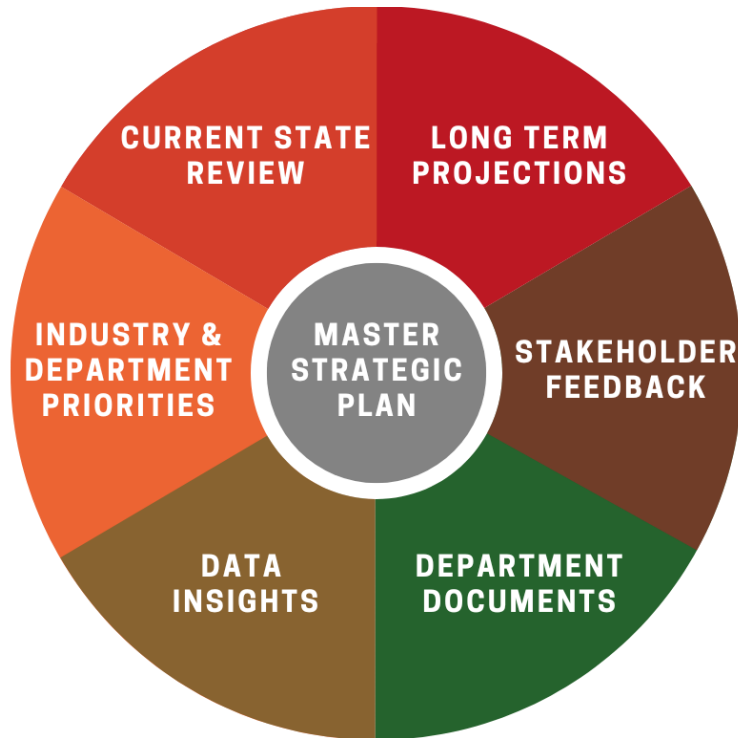 CURRENT STATE
REVIEW
LONG TERM
PROJECTIONS
INDUSTRY &
DEPARTMENT
PRIORITIES
MASTER
STRATEGIC
PLAN
STAKEHOLDER
FEEDBACK
DATA
INSIGHTS
DEPARTMENT
DOCUMENTS